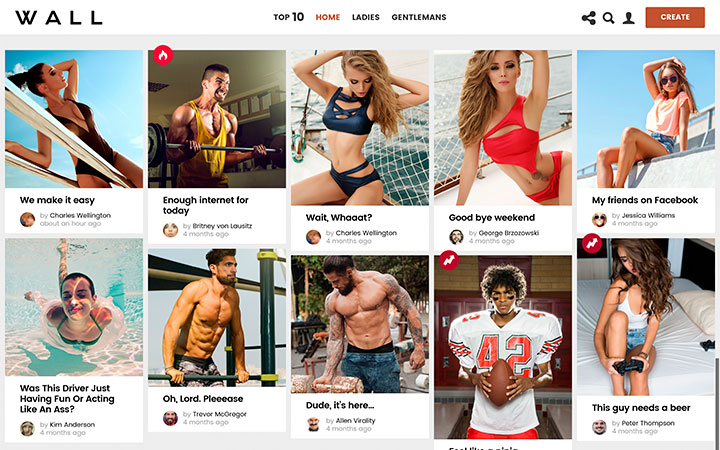 WALL
TOP 10 HOME LADIES GENTLEMANS
CREATE
We make it easy
by Charles Wellington
about an hour ago
Enough internet for
today
by Britney von Lausitz
4 months ago
Wait, Whaaat?
by Charles Wellington
4 months ago
Good bye weekend
by George Brzozowski
4 months ago
My friends on Facebook
by Jessica Williams
4 months ago
Was This Driver Just
Having Fun Or Acting
Like An Ass?
by Kim Anderson
4 months ago
Oh, Lord. Pleeease
by Trevor McGregor
4 months ago
Dude, it's here...
by Allen Virality
4 months ago
42
Feel like a ninja
This guy needs a beer
by Peter Thompson
4 months ago